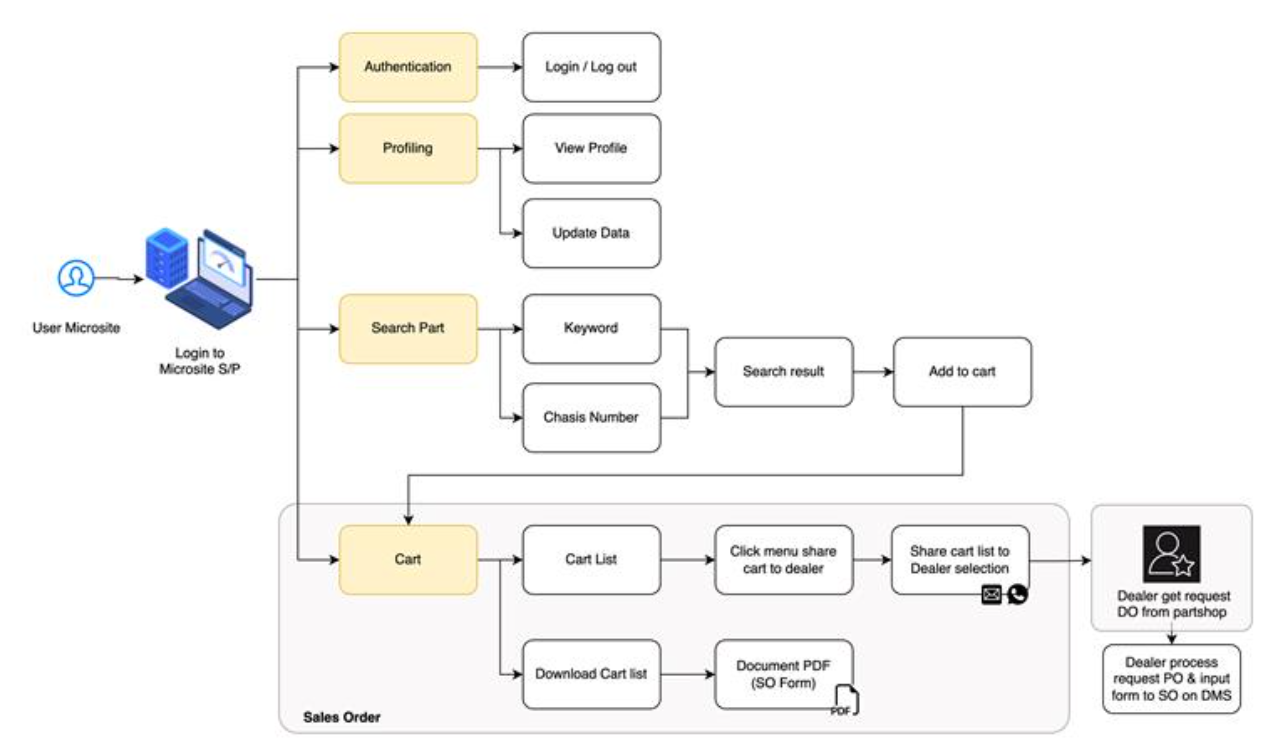 Authentication
Login / Log out
Profiling
View Profile
Update Data
User Microsite
Login to
Microsite S/P
Search Part
Keyword
Chasis Number
Search result
Add to cart
Cart
Cart List
Click menu share
cart to dealer
Share cart list to
Dealer selection
Dealer get request
DO from partshop
Download Cart list
Document PDF
(SO Form)
PDF
Dealer process
request PO & input
form to SO on DMS
Sales Order